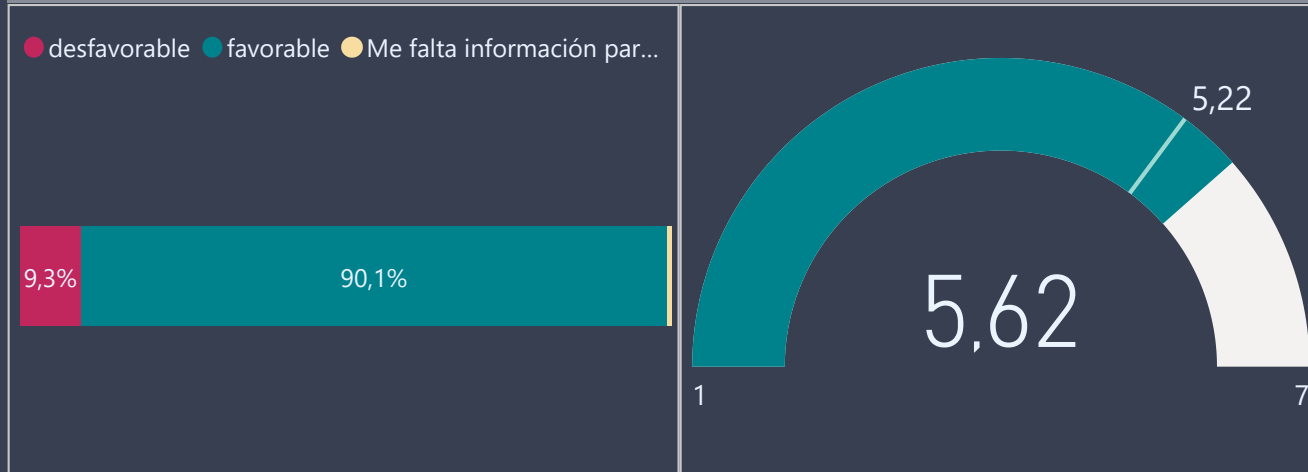 desfavorable favorable Me falta información par...
9,3% 90,1%
5,22
5,62
1 7